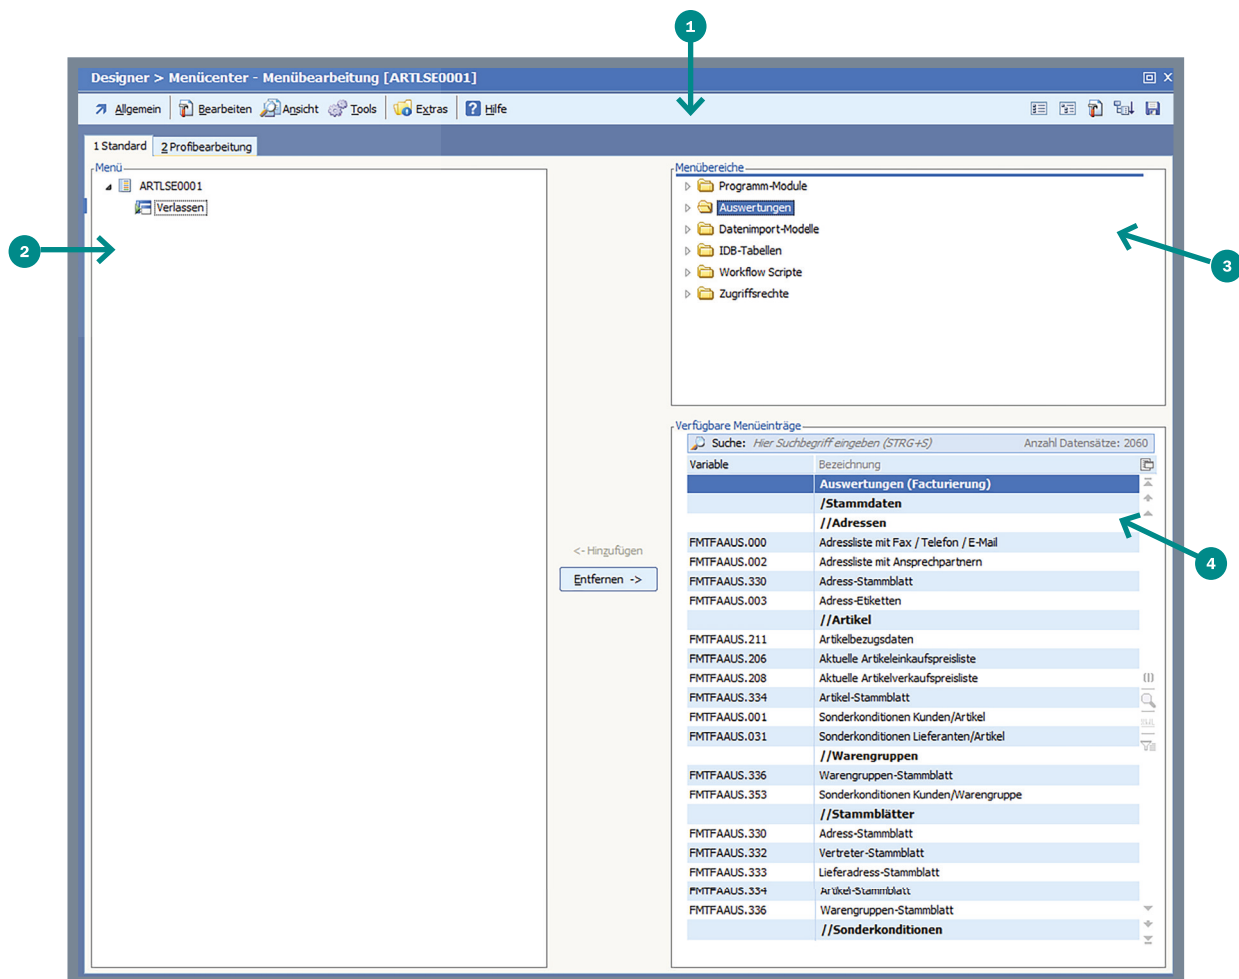 1
Designer > Menücenter - Menübearbeitung [ARTLSE0001]
Allgemein Bearbeiten Ansicht Tools Extras Hilfe
1 Standard 2 Profibearbeitung
Menü
ARTLSE0001
Verlassen
2
Menübereiche
Programm-Module
Auswertungen
Datenimport-Modelle
IDB-Tabellen
Workflow Scripte
Zugriffsrechte
3
<- Hinzufügen
Entfernen ->
Verfügbare Menüeinträge
Suche: Hier Suchbegriff eingeben (STRG+S) Anzahl Datensätze: 2060
Variable Bezeichnung
Auswertungen (Facturierung)
/Stammdaten
//Adressen
FMTFAAUS.000 Adressliste mit Fax / Telefon / E-Mail
FMTFAAUS.002 Adressliste mit Ansprechpartnern
FMTFAAUS.330 Adress-Stammblatt
FMTFAAUS.003 Adress-Etiketten
//Artikel
FMTFAAUS.211 Artikelbezugsdaten
FMTFAAUS.206 Aktuelle Artikeleinkaufspreisliste
FMTFAAUS.208 Aktuelle Artikelverkaufspreisliste
FMTFAAUS.334 Artikel-Stammblatt
FMTFAAUS.001 Sonderkonditionen Kunden/Artikel
FMTFAAUS.031 Sonderkonditionen Lieferanten/Artikel
//Warengruppen
FMTFAAUS.336 Warengruppen-Stammblatt
FMTFAAUS.353 Sonderkonditionen Kunden/Warengruppe
//Stammblätter
FMTFAAUS.330 Adress-Stammblatt
FMTFAAUS.332 Vertreter-Stammblatt
FMTFAAUS.333 Lieferadress-Stammblatt
FMTFAAUS.334 Artikel-Stammblatt
FMTFAAUS.336 Warengruppen-Stammblatt
//Sonderkonditionen
4